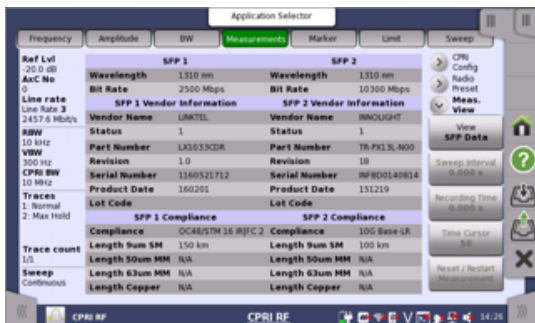 Application Selector
Frequency Amplitude BW Measurements Marker Limit Sweep
Ref Lvl
-20.0 dB
AxC No
0
Line rate
Line Rate 3
2457.6 Mbit/s
RBW
10 kHz
VBW
300 Hz
CPRI BW
10 MHz
Traces
1: Normal
2: Max Hold
Trace count
1/1
Sweep
Continuous
SFP 1 SFP 2
Wavelength 1310 nm Wavelength 1310 nm
Bit Rate 2500 Mbps Bit Rate 10300 Mbps
SFP 1 Vendor Information SFP 2 Vendor Information
Vendor Name LINKTEL Vendor Name INNOLIGHT
Status 1 Status 1
Part Number LX1033CDR Part Number TR-PX13L-N00
Revision 1.0 Revision 1B
Serial Number 1160521712 Serial Number INFBD0140814
Product Date 160201 Product Date 151219
Lot Code Lot Code
SFP 1 Compliance SFP 2 Compliance
Compliance OC48/STM 16 IR|FC 2 Compliance 10G Base-LR
Length 9um SM 150 km Length 9um SM 100 km
Length 50um MM N/A Length 50um MM N/A
Length 63um MM N/A Length 63um MM N/A
Length Copper N/A Length Copper N/A
CPRI
Config
Radio
Preset
Meas.
View
View
SFP Data
Sweep Interval
0.000 s
Recording Time
0.000 s
Time Cursor
50
Reset / Restart
Measurement
CPRI RF CPRI RF 14:26